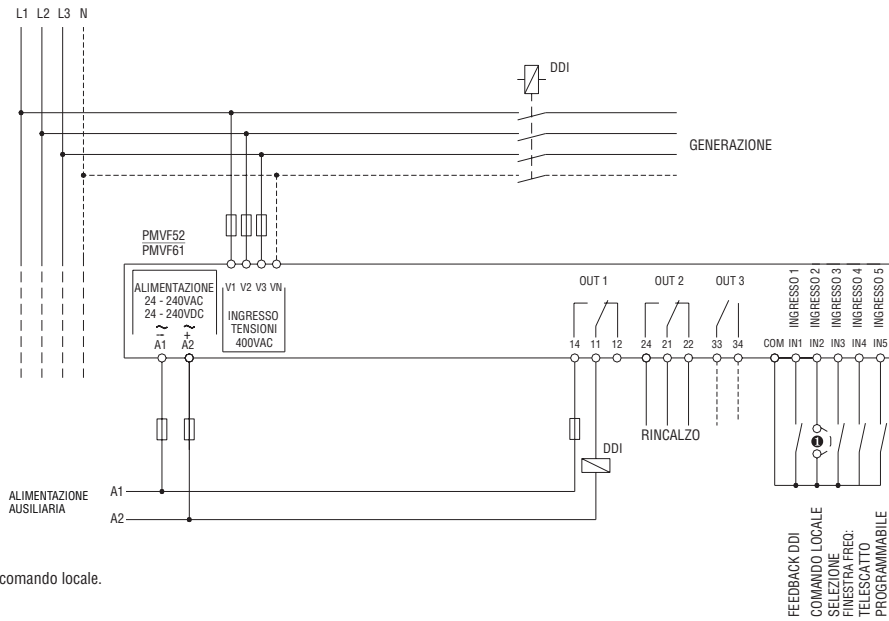 L1 L2 L3 N
DDI
GENERAZIONE
PMVF52
PMVF61
ALIMENTAZIONE
24 - 240VAC
24 - 240VDC
~ ~
– +
A1 A2
V1 V2 V3 VN
INGRESSO
TENSIONI
400VAC
OUT 1 OUT 2 OUT 3
INGRESSO 1
INGRESSO 2
INGRESSO 3
INGRESSO 4
INGRESSO 5
14 11 12 24 21 22 33 34 COM IN1 IN2 IN3 IN4 IN5
RINCALZO
1
DDI
ALIMENTAZIONE
AUSILIARIA
A1
A2
FEEDBACK DDI
COMANDO LOCALE
SELEZIONE
FINESTRA FREQ:
TELESCATTO
PROGRAMMABILE
comando locale.